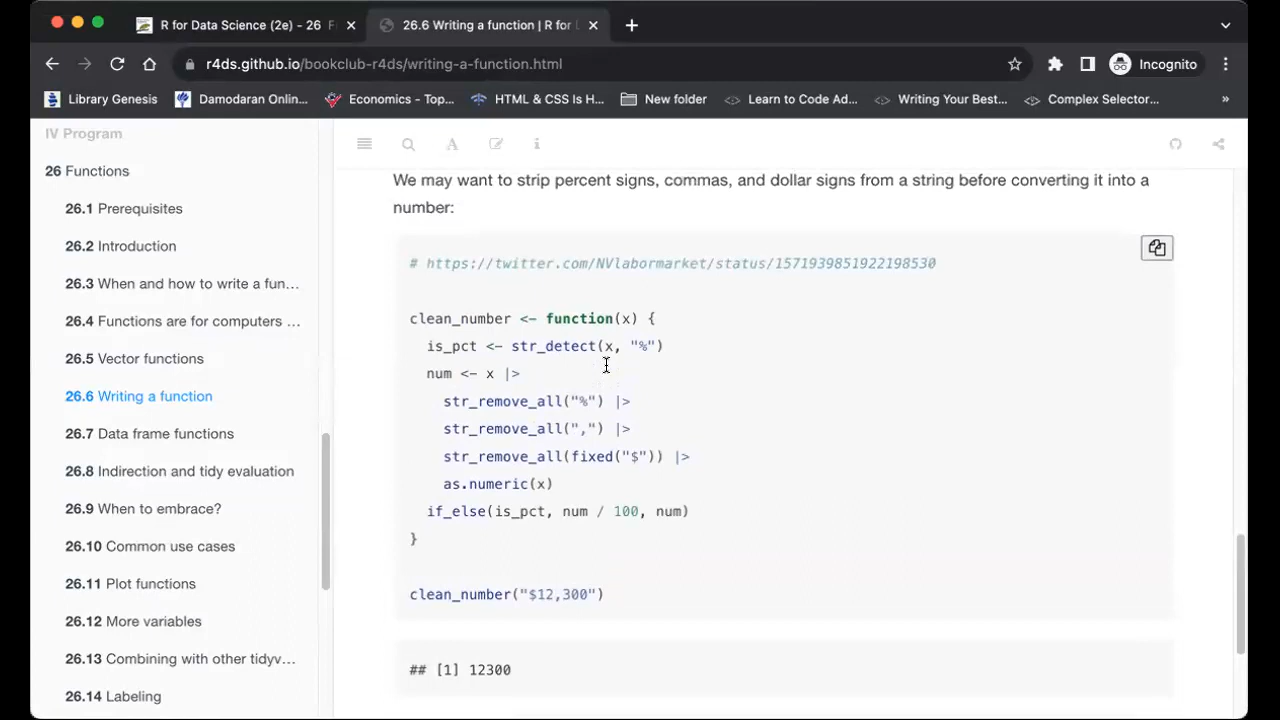 R for Data Science (2e) - 26
26.6 Writing a function | R for
r4ds.github.io/bookclub-r4ds/writing-a-function.html
Incognito
Library Genesis
Damodaran Onlin...
Economics - Top...
HTML & CSS Is H...
New folder
Learn to Code Ad...
Writing Your Best...
Complex Selector...
»
IV Program
26 Functions
26.1 Prerequisites
26.2 Introduction
26.3 When and how to write a fun...
26.4 Functions are for computers ...
26.5 Vector functions
26.6 Writing a function
26.7 Data frame functions
26.8 Indirection and tidy evaluation
26.9 When to embrace?
26.10 Common use cases
26.11 Plot functions
26.12 More variables
26.13 Combining with other tidyv...
26.14 Labeling
We may want to strip percent signs, commas, and dollar signs from a string before converting it into a
number:
# https://twitter.com/NVlabormarket/status/1571939851922198530
clean_number <- function(x) {
is_pct <- str_detect(x, "%")
num <- x |>
str_remove_all("%") |>
str_remove_all(",") |>
str_remove_all(fixed("$")) |>
as.numeric(x)
if_else(is_pct, num / 100, num)
}
clean_number("$12,300")
## [1] 12300